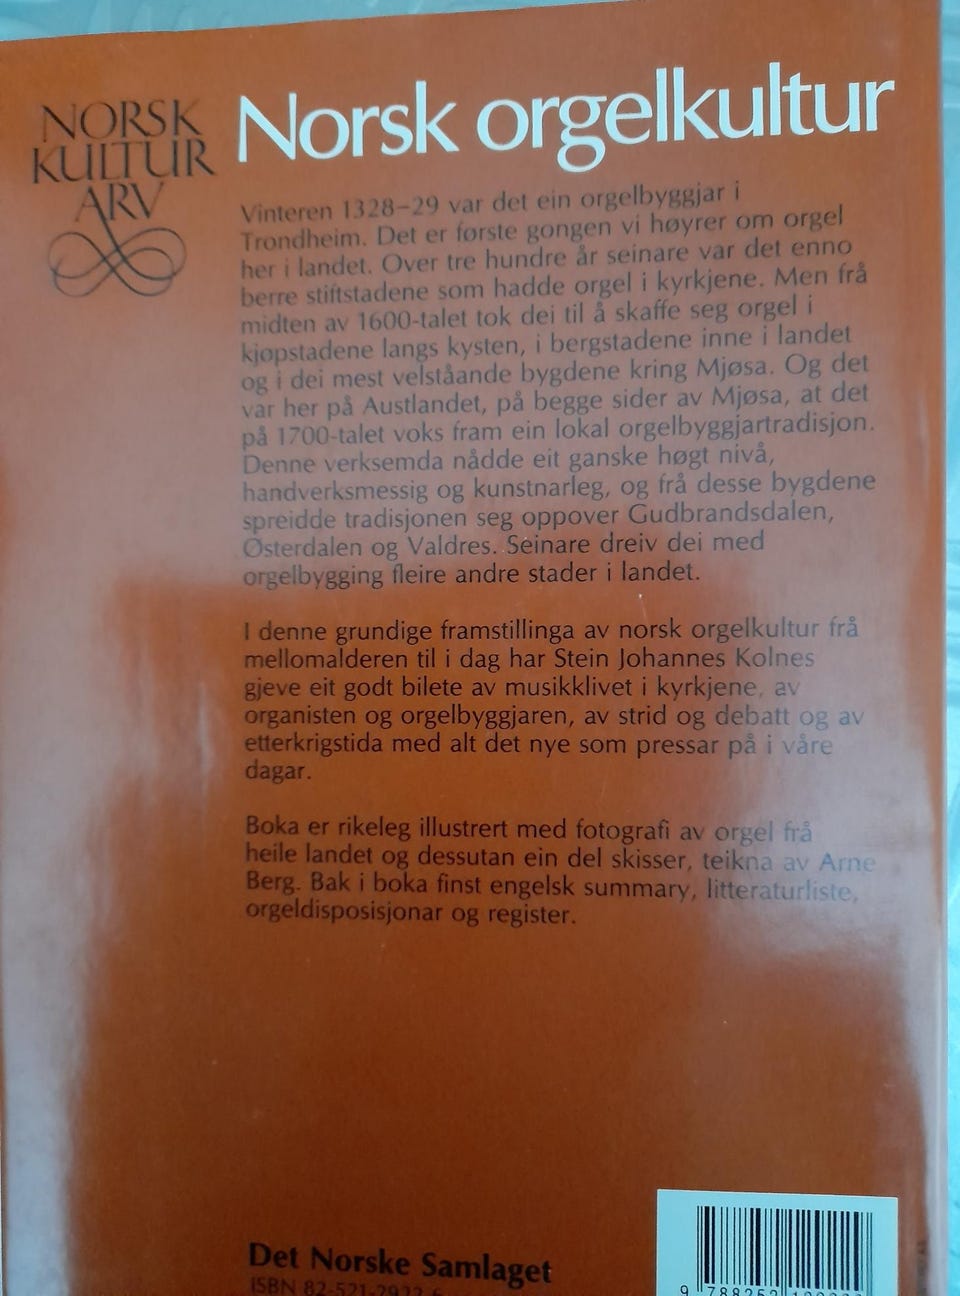 NORSK
KULTUR
ARV
Norsk orgelkultur
Vinteren 1328–29 var det ein orgelbyggjar i
Trondheim. Det er første gongen vi høyrer om orgel
her i landet. Over tre hundre år seinare var det enno
berre stiftstadene som hadde orgel i kyrkjene. Men frå
midten av 1600-talet tok dei til å skaffe seg orgel i
kjøpstadene langs kysten, i bergstadene inne i landet
og i dei mest velståande bygdene kring Mjøsa. Og det
var her på Austlandet, på begge sider av Mjøsa, at det
på 1700-talet voks fram ein lokal orgelbyggjartradisjon.
Denne verksemda nådde eit ganske høgt nivå,
handverksmessig og kunstnarleg, og frå desse bygdene
spreidde tradisjonen seg oppover Gudbrandsdalen,
Østerdalen og Valdres. Seinare dreiv dei med
orgelbygging fleire andre stader i landet.
I denne grundige framstillinga av norsk orgelkultur frå
mellomalderen til i dag har Stein Johannes Kolnes
gjeve eit godt bilete av musikklivet i kyrkjene, av
organisten og orgelbyggjaren, av strid og debatt og av
etterkrigstida med alt det nye som pressar på i våre
dagar.
Boka er rikeleg illustrert med fotografi av orgel frå
heile landet og dessutan ein del skisser, teikna av Arne
Berg. Bak i boka finst engelsk summary, litteraturliste,
orgeldisposisjonar og register.
Det Norske Samlaget
ISBN 82-521-2922-6
9 788252